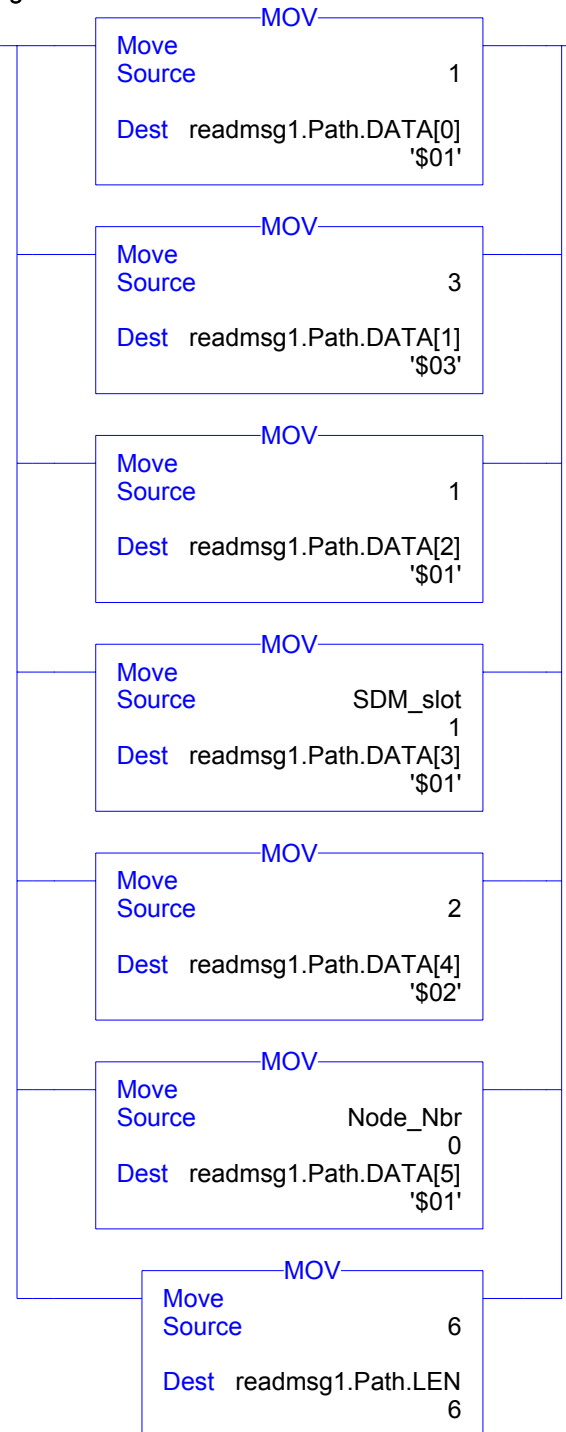 g
MOV
Move
Source 1
Dest readmsg1.Path.DATA[0]
'$01'
MOV
Move
Source 3
Dest readmsg1.Path.DATA[1]
'$03'
MOV
Move
Source 1
Dest readmsg1.Path.DATA[2]
'$01'
MOV
Move
Source SDM_slot
1
Dest readmsg1.Path.DATA[3]
'$01'
MOV
Move
Source 2
Dest readmsg1.Path.DATA[4]
'$02'
MOV
Move
Source Node_Nbr
0
Dest readmsg1.Path.DATA[5]
'$01'
MOV
Move
Source 6
Dest readmsg1.Path.LEN
6